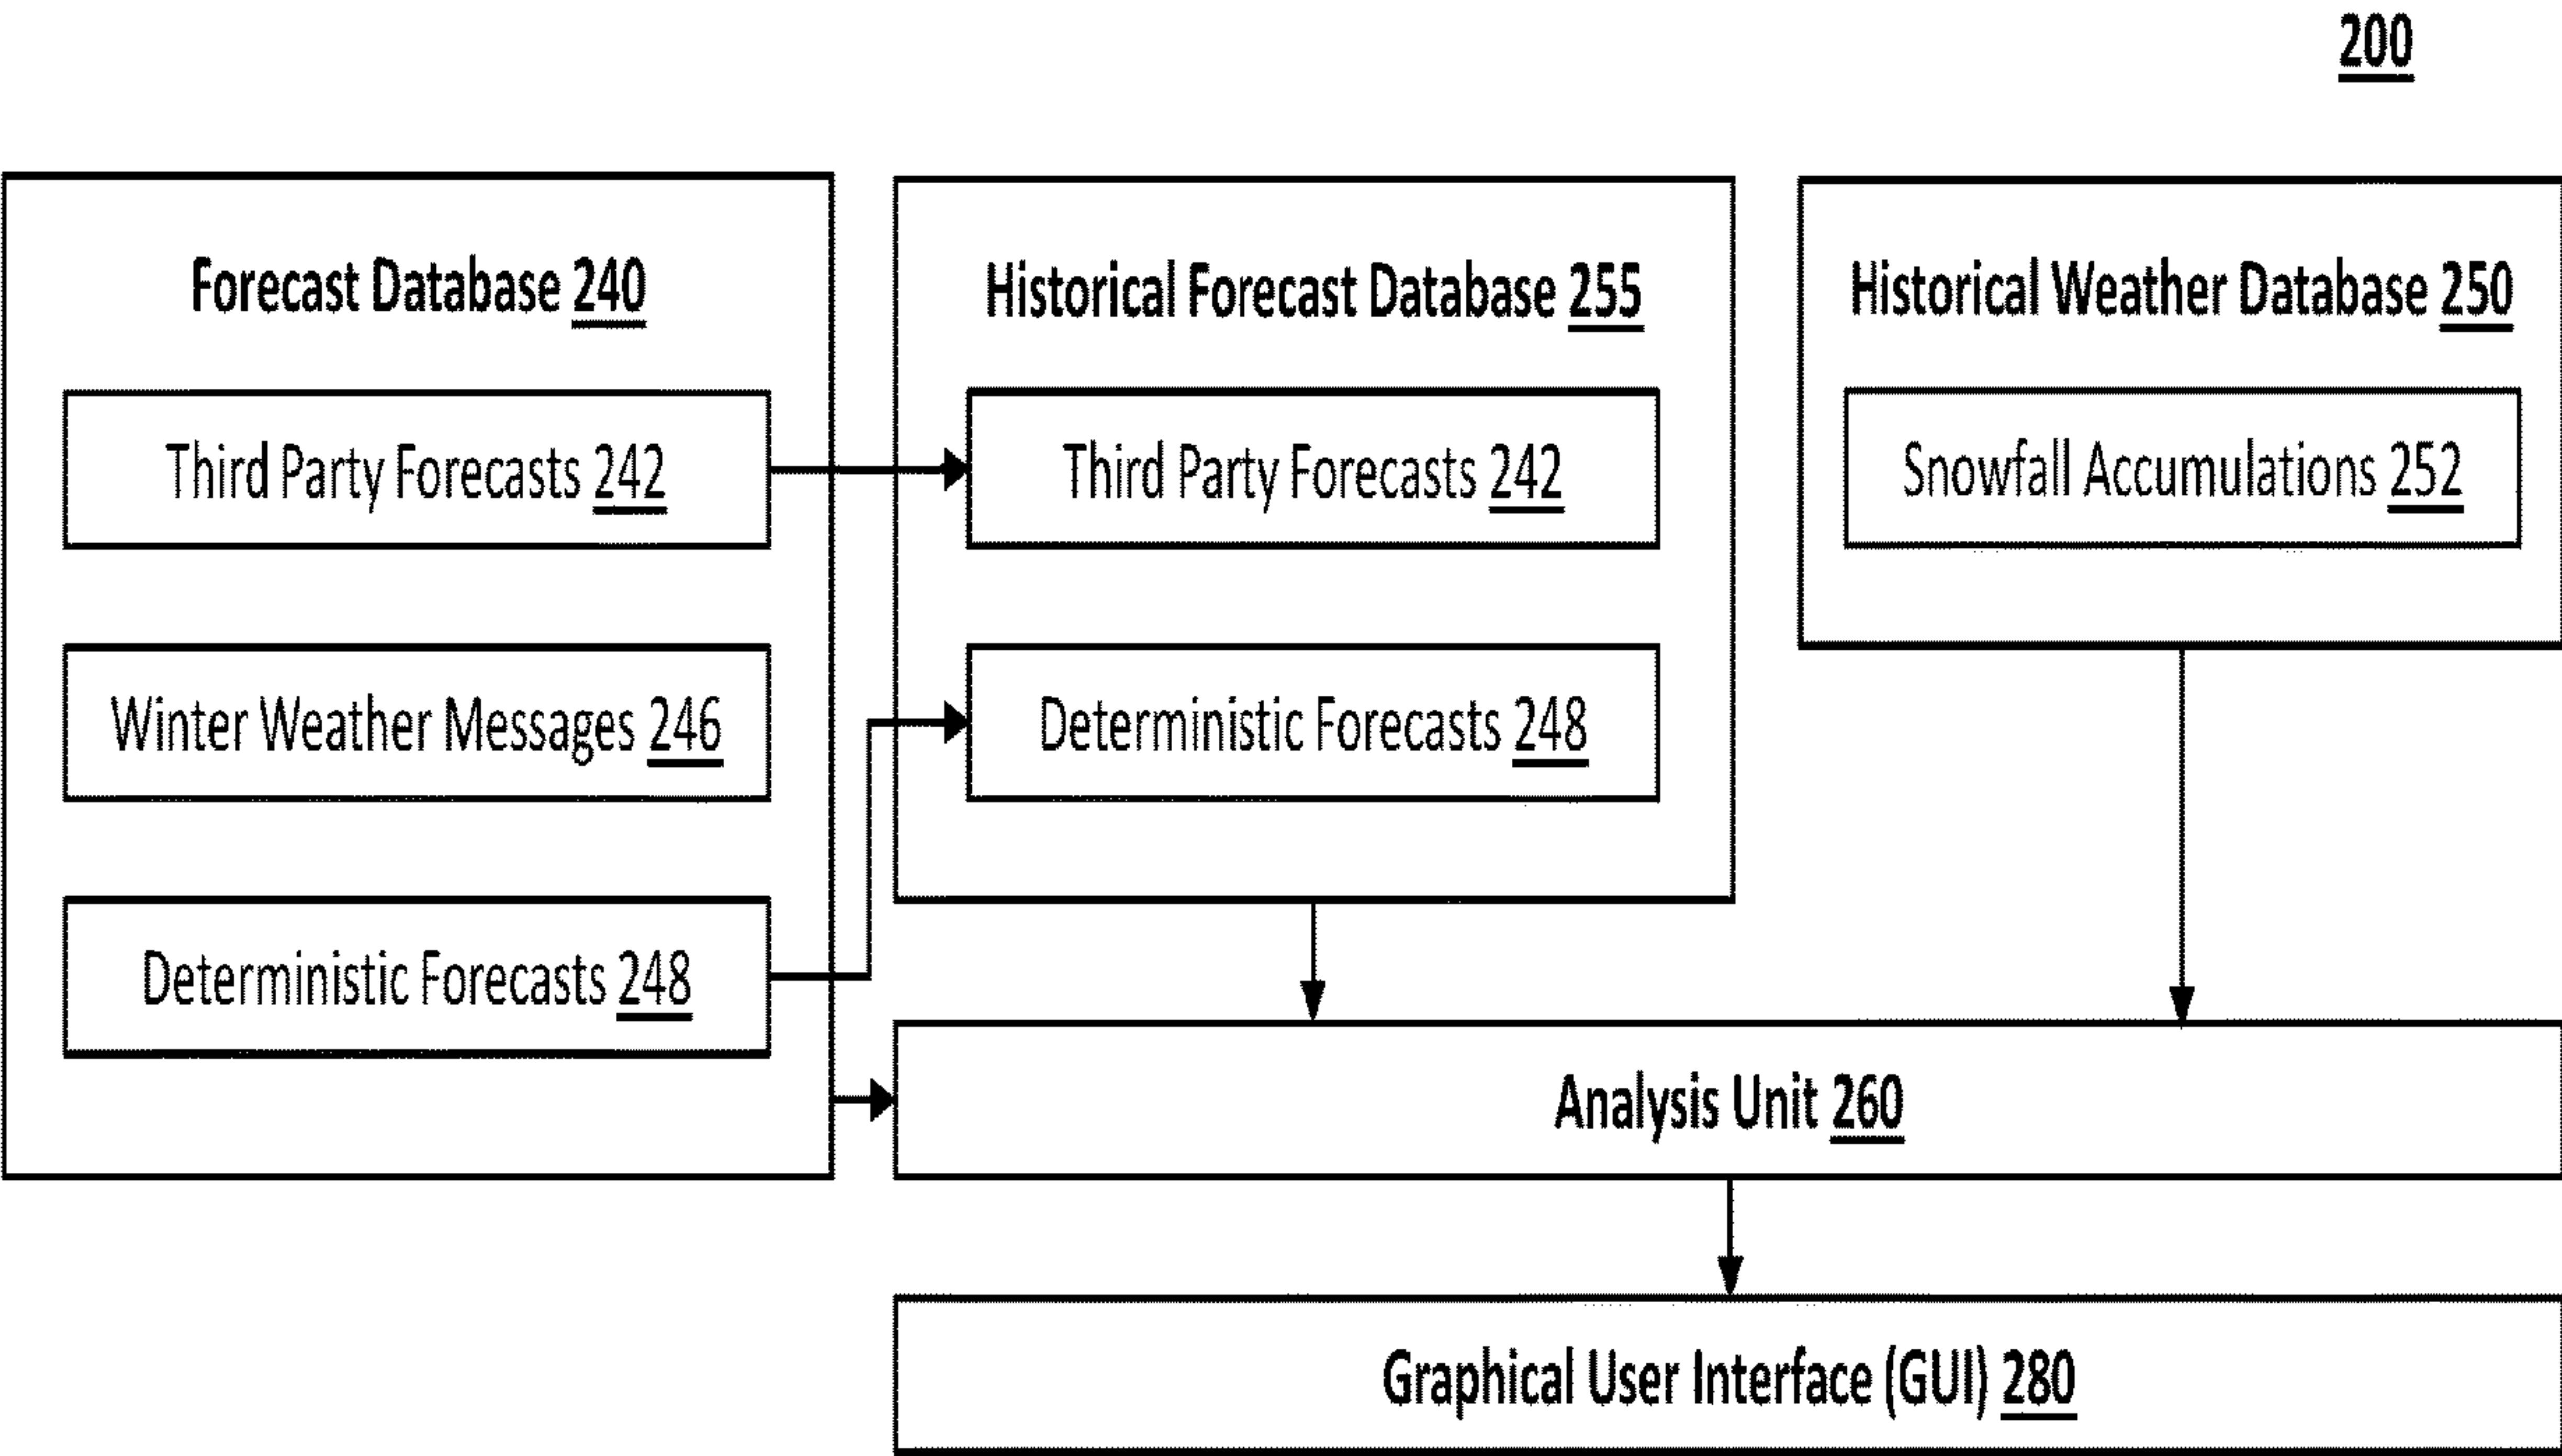 200
Forecast Database 240
Third Party Forecasts 242
Winter Weather Messages 246
Deterministic Forecasts 248
Historical Forecast Database 255
Third Party Forecasts 242
Deterministic Forecasts 248
Historical Weather Database 250
Snowfall Accumulations 252
Analysis Unit 260
Graphical User Interface (GUI) 280